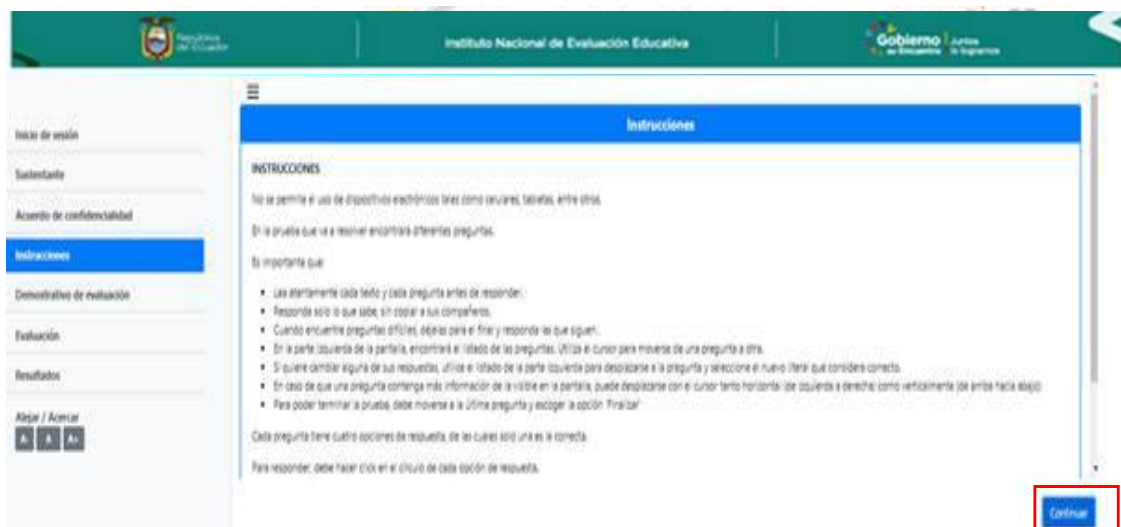 República
del Ecuador
Instituto Nacional de Evaluación Educativa
Gobierno
Juntos
lo logramos
Instrucciones
Inicio de sesión
Sustentante
Acuerdo de confidencialidad
Instrucciones
Demostrativo de evaluación
Evaluación
Resultados
Alejar / Acercar
A- A A+
INSTRUCCIONES
No se permite el uso de dispositivos electrónicos tales como celulares, tabletas, entre otros.
En la prueba que va a resolver encontrará diferentes preguntas.
Es importante que:
Lea atentamente cada texto y cada pregunta antes de responder.
Responda solo lo que sabe, sin copiar a sus compañeros.
Cuando encuentre preguntas difíciles, déjelas para el final y responda las que siguen.
En la parte izquierda de la pantalla, encontrará el listado de las preguntas. Utilice el cursor para moverse de una pregunta a otra.
Si quiere cambiar alguna de sus respuestas, utilice el listado de la parte izquierda para desplazarse a la pregunta y seleccione el nuevo literal que considera correcto.
En caso de que una pregunta contenga más información de la visible en la pantalla, puede desplazarse con el cursor tanto horizontal (de izquierda a derecha) como verticalmente (de arriba hacia abajo)
Para poder terminar la prueba, debe moverse a la última pregunta y escoger la opción 'Finalizar'
Cada pregunta tiene cuatro opciones de respuesta, de las cuales solo una es la correcta.
Para responder, debe hacer click en el círculo de cada opción de respuesta.
Continuar